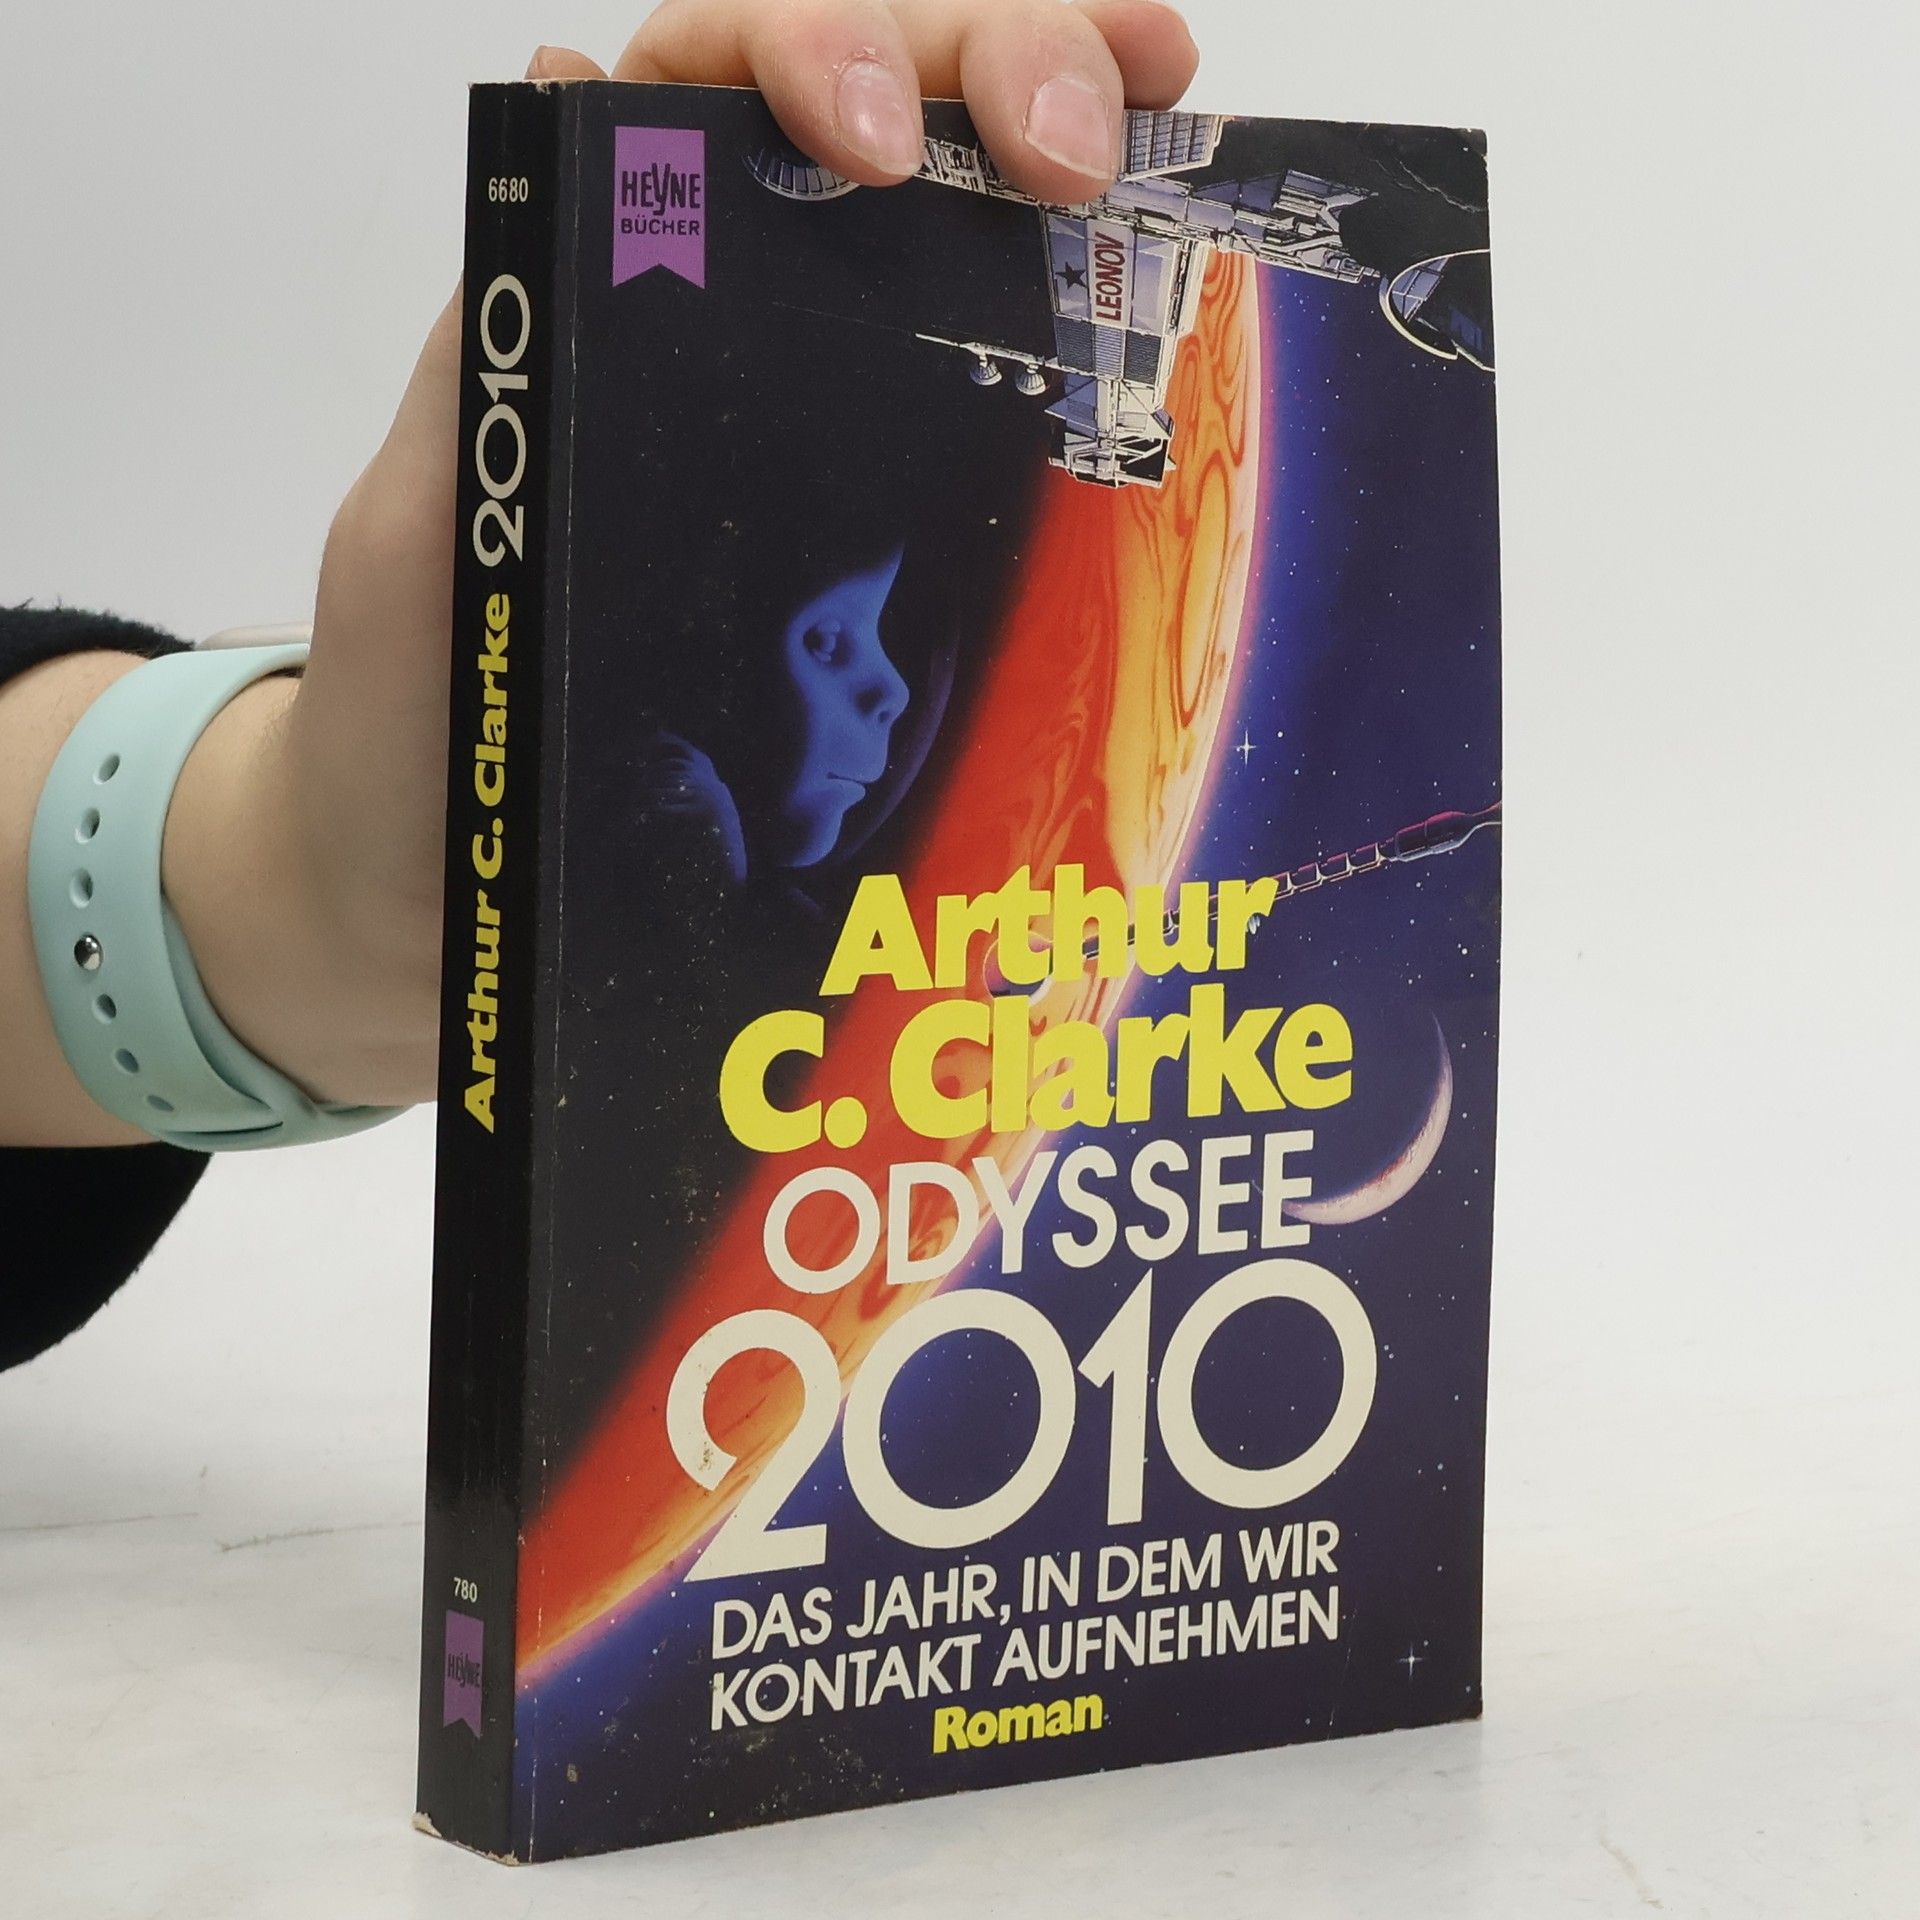 6680
Arthur C. Clarke 2010
780
HEYNE
HEYNE
BÜCHER
LEONOV
Arthur
C. Clarke
ODYSSEE
2010
DAS JAHR, IN DEM WIR
KONTAKT AUFNEHMEN
Roman